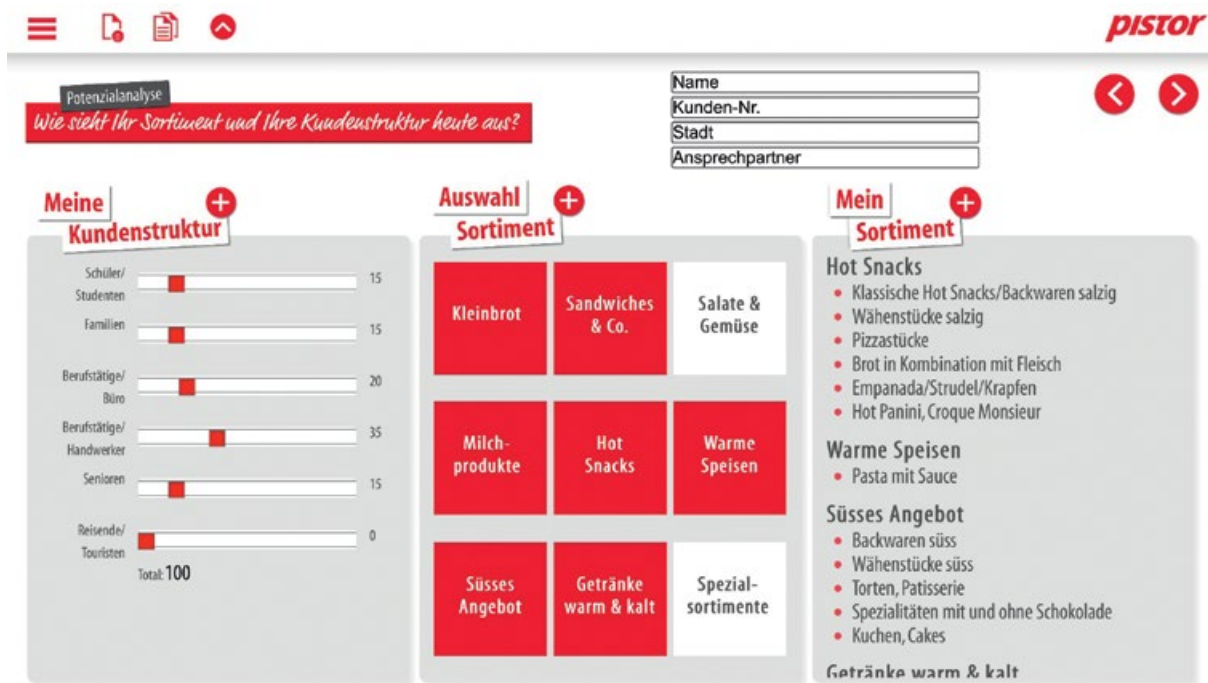 pistor
Potenzialanalyse
Wie sieht Ihr Sortiment und Ihre Kundenstruktur heute aus?
Name
Kunden-Nr.
Stadt
Ansprechpartner
Meine
Kundenstruktur
Schüler/
Studenten
15
Familien
15
Berufstätige/
Büro
20
Berufstätige/
Handwerker
35
Senioren
15
Reisende/
Touristen
0
Total: 100
Auswahl
Sortiment
Kleinbrot
Sandwiches
& Co.
Salate &
Gemüse
Milch-
produkte
Hot
Snacks
Warme
Speisen
Süsses
Angebot
Getränke
warm & kalt
Spezial-
sortimente
Mein
Sortiment
Hot Snacks
• Klassische Hot Snacks/Backwaren salzig
• Wähenstücke salzig
• Pizzastücke
• Brot in Kombination mit Fleisch
• Empanada/Strudel/Krapfen
• Hot Panini, Croque Monsieur
Warme Speisen
• Pasta mit Sauce
Süsses Angebot
• Backwaren süss
• Wähenstücke süss
• Torten, Patisserie
• Spezialitäten mit und ohne Schokolade
• Kuchen, Cakes
Getränke warm & kalt